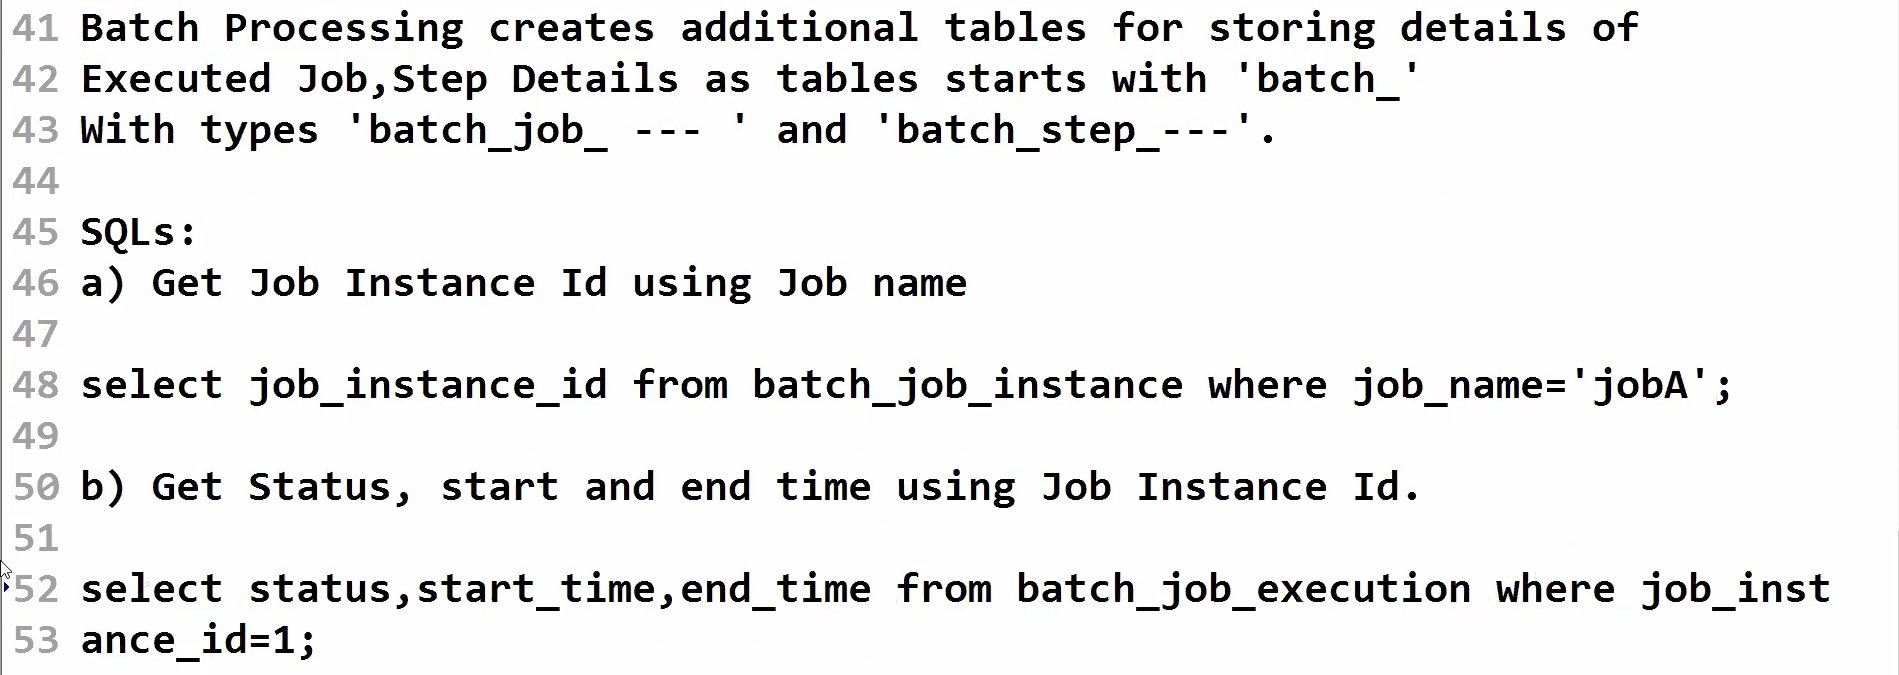 41 Batch Processing creates additional tables for storing details of
42 Executed Job,Step Details as tables starts with 'batch_'
43 With types 'batch_job_ --- ' and 'batch_step_---'.
44
45 SQLs:
46 a) Get Job Instance Id using Job name
47
48 select job_instance_id from batch_job_instance where job_name='jobA';
49
50 b) Get Status, start and end time using Job Instance Id.
51
52 select status,start_time,end_time from batch_job_execution where job_inst
53 ance_id=1;